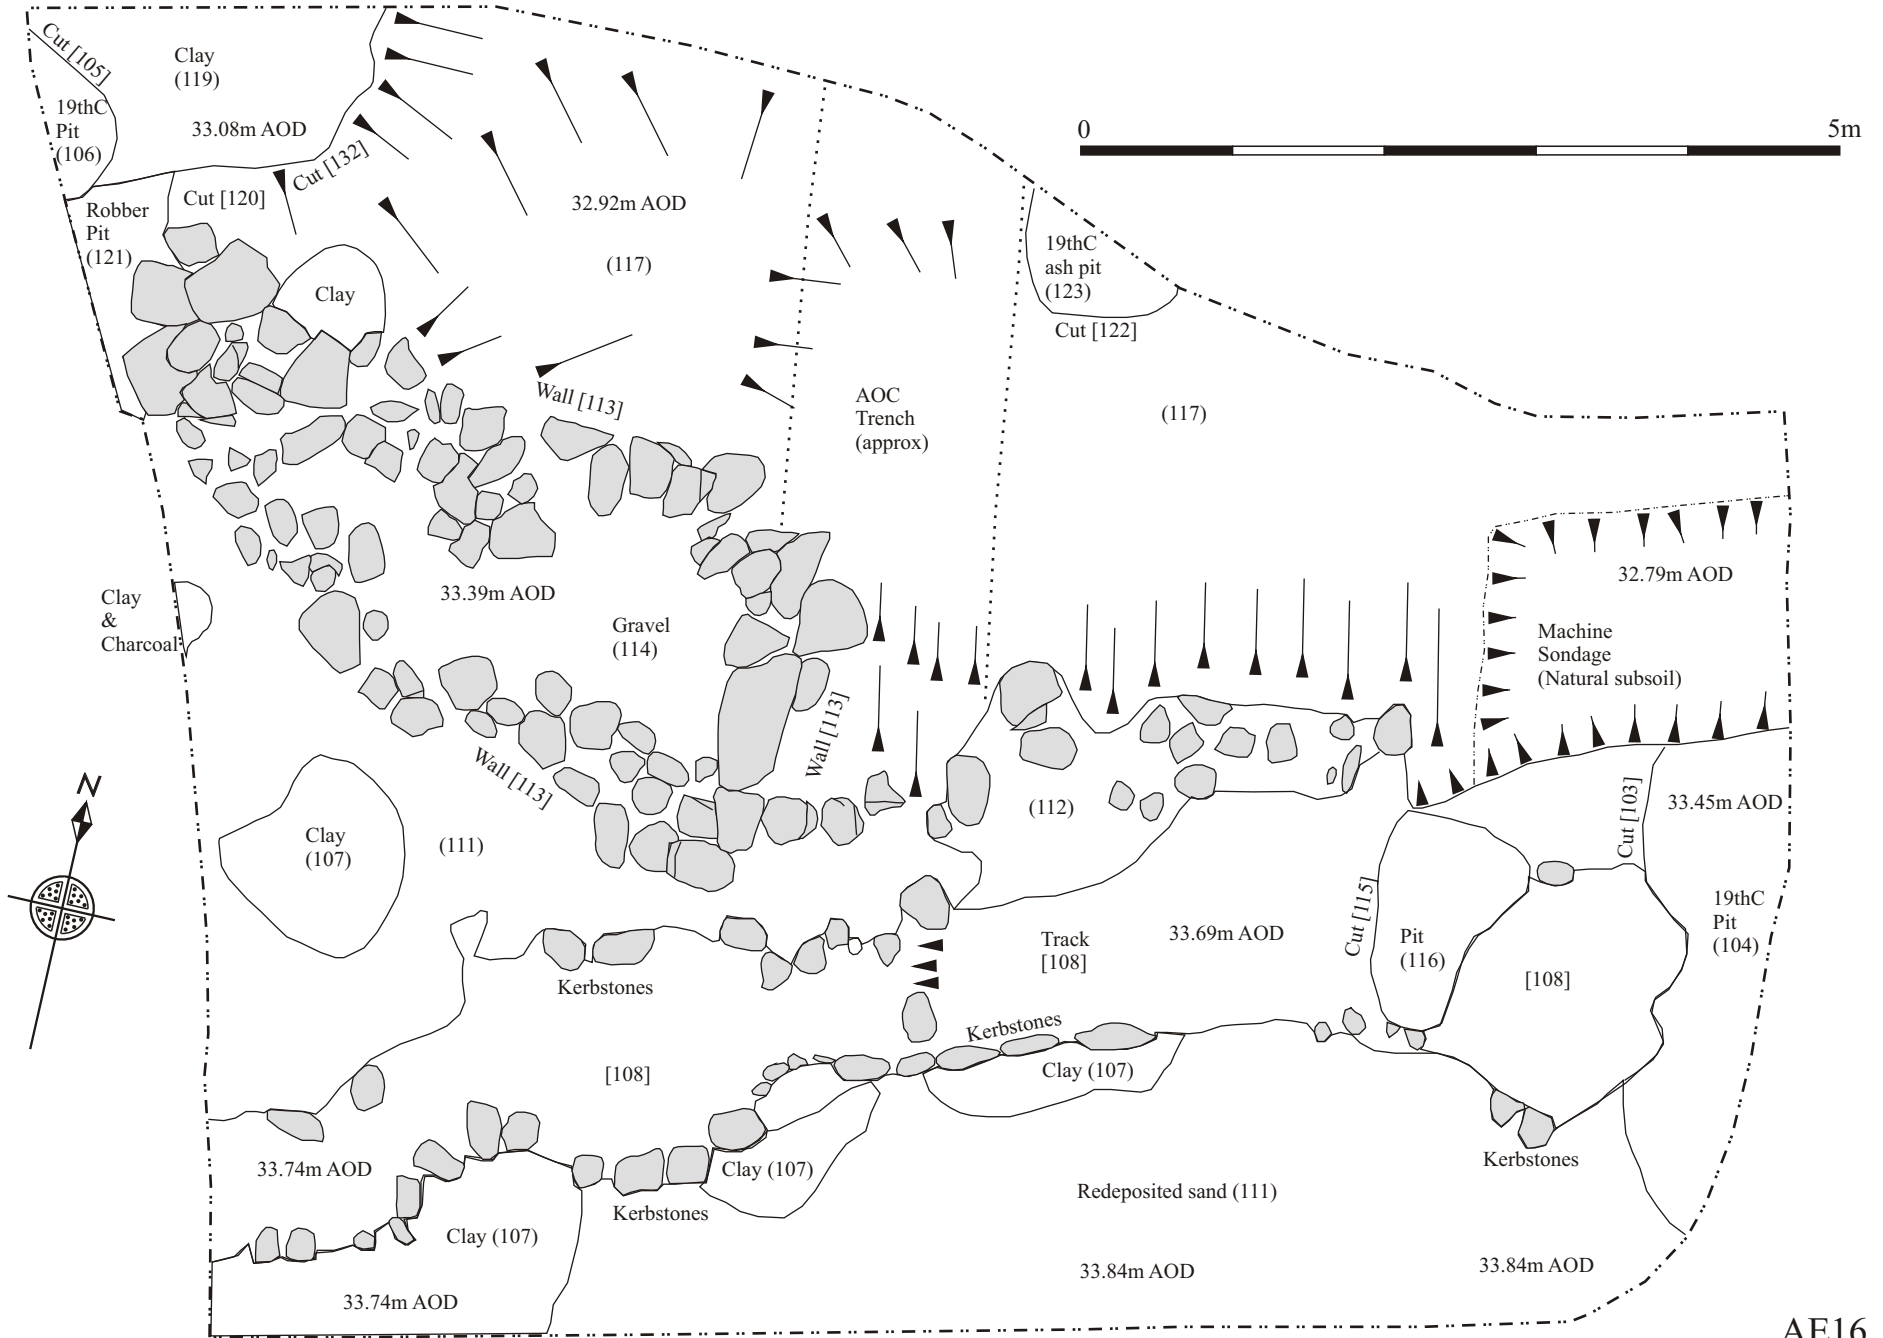 Cut [105]
Clay
(119)
19thC
Pit
(106)
33.08m AOD
0
5m
Cut [132]
Cut [120]
32.92m AOD
Robber
Pit
(121)
(117)
19thC
ash pit
(123)
Cut [122]
Clay
Wall [113]
AOC
Trench
(approx)
(117)
32.79m AOD
33.39m AOD
Clay
&
Charcoal
Gravel
(114)
Machine
Sondage
(Natural subsoil)
Wall [113]
Wall [113]
N
(112)
Cut [103]
33.45m AOD
Clay
(107)
(111)
19thC
Pit
(104)
Cut [115]
Track
[108]
33.69m AOD
Pit
(116)
[108]
Kerbstones
Kerbstones
[108]
Clay (107)
33.74m AOD
Clay (107)
Kerbstones
Redeposited sand (111)
Kerbstones
Clay (107)
33.84m AOD
33.84m AOD
33.74m AOD
AE16